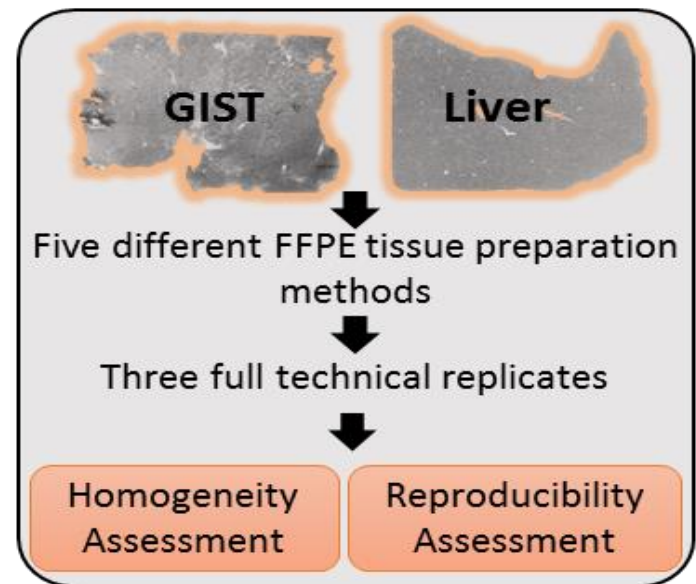 GIST
Liver
Five different FFPE tissue preparation
methods
Three full technical replicates
Homogeneity
Assessment
Reproducibility
Assessment